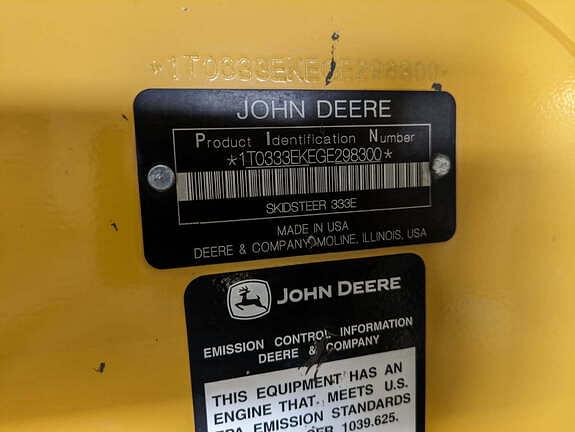 *1T0333EKEGE298300*
JOHN DEERE
Product Identification Number
*1T0333EKEGE298300*
SKIDSTEER 333E
MADE IN USA
DEERE & COMPANY MOLINE, ILLINOIS, USA
JOHN DEERE
EMISSION CONTROL INFORMATION
DEERE & COMPANY
THIS EQUIPMENT HAS AN
ENGINE THAT MEETS U.S.
EPA EMISSION STANDARDS
1039.625.